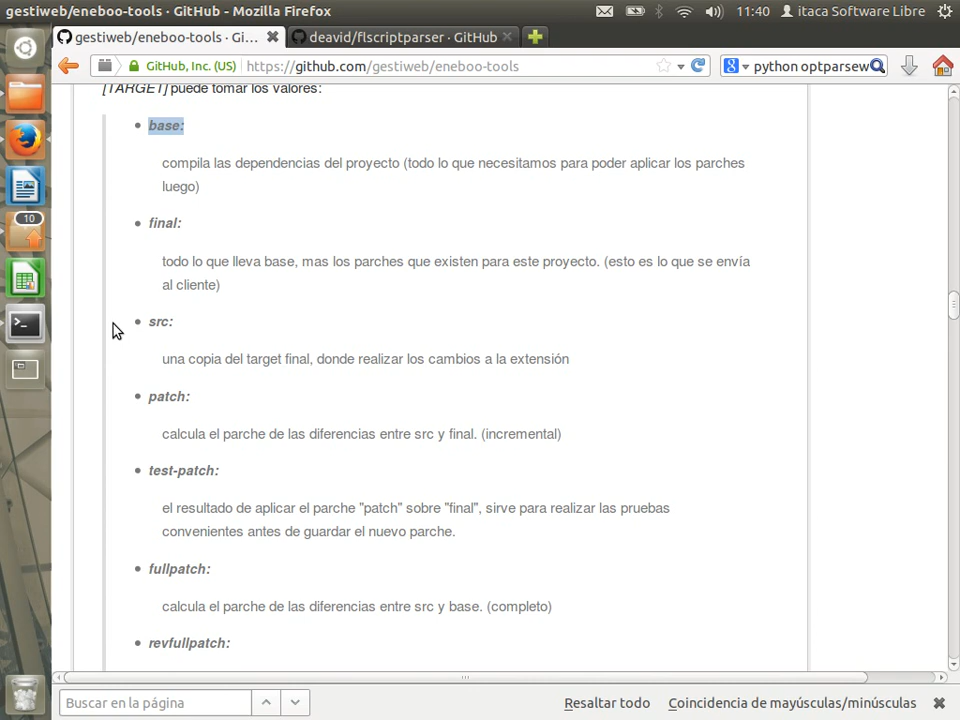 gestiweb/eneboo-tools · GitHub - Mozilla Firefox
11:40 itaca Software Libre
gestiweb/eneboo-tools · Gi...
deavid/flscriptparser · GitHub
GitHub, Inc. (US)
https://github.com/gestiweb/eneboo-tools
python optparsew
[TARGET] puede tomar los valores:
• base:
compila las dependencias del proyecto (todo lo que necesitamos para poder aplicar los parches
luego)
• final:
todo lo que lleva base, mas los parches que existen para este proyecto. (esto es lo que se envía
al cliente)
• src:
una copia del target final, donde realizar los cambios a la extensión
• patch:
calcula el parche de las diferencias entre src y final. (incremental)
• test-patch:
el resultado de aplicar el parche "patch" sobre "final", sirve para realizar las pruebas
convenientes antes de guardar el nuevo parche.
• fullpatch:
calcula el parche de las diferencias entre src y base. (completo)
• revfullpatch:
10
Buscar en la página
Resaltar todo
Coincidencia de mayúsculas/minúsculas